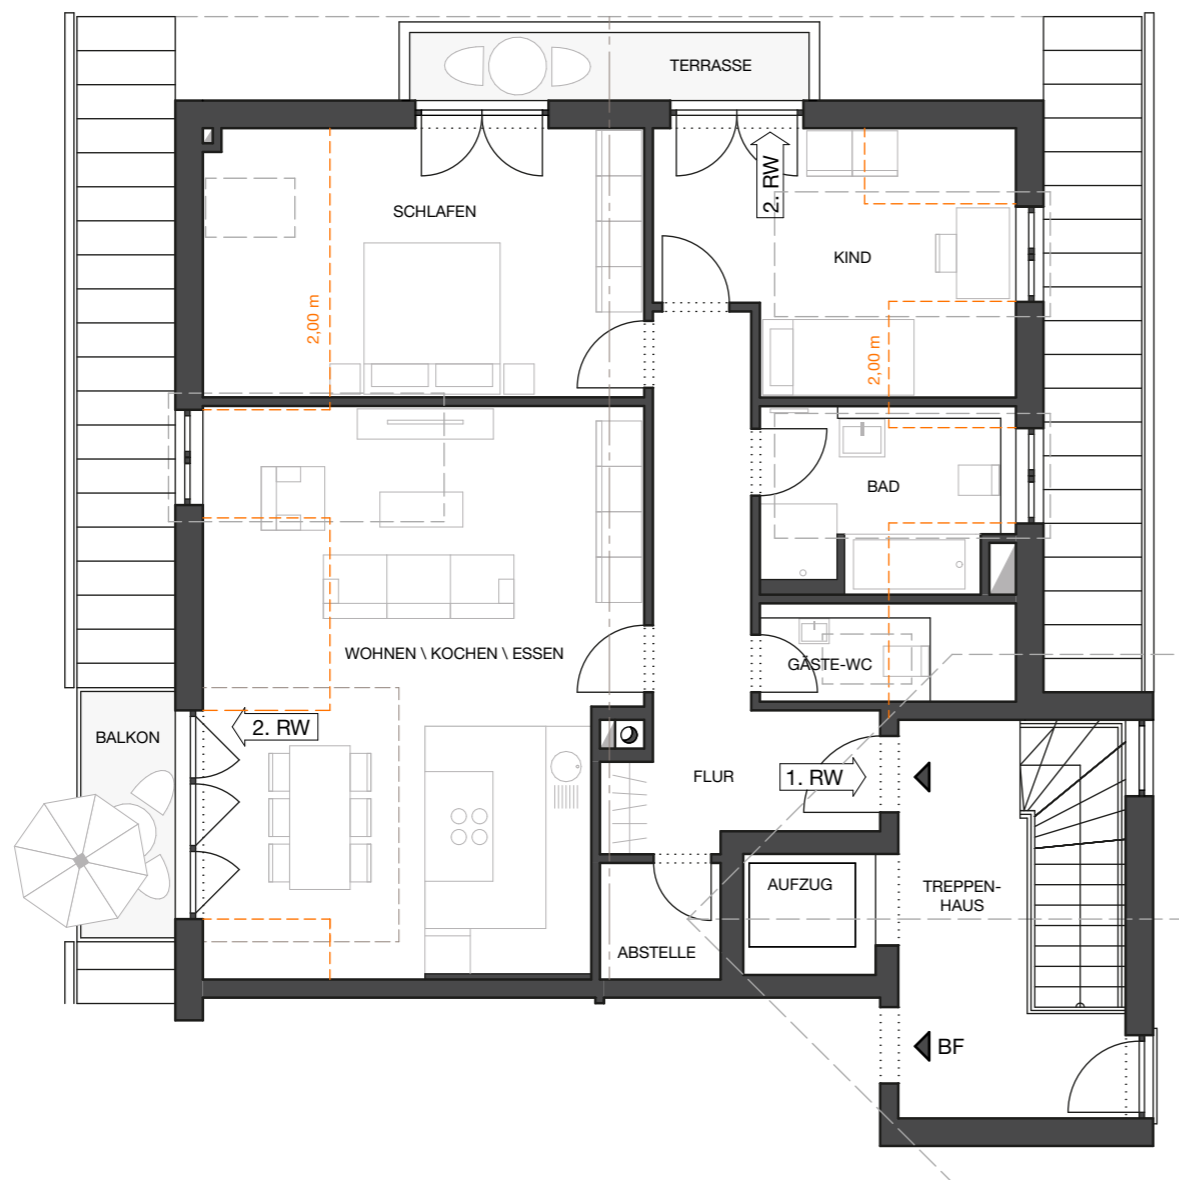 TERRASSE
2. RW
SCHLAFEN
KIND
2,00 m
2,00 m
BAD
WOHNEN \ KOCHEN \ ESSEN
GÄSTE-WC
BALKON
2. RW
FLUR
1. RW
AUFZUG
TREPPEN-
HAUS
ABSTELLE
BF